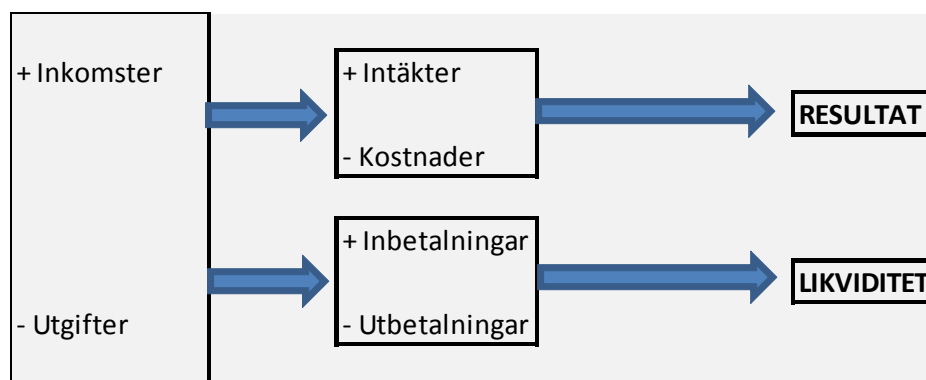 + Inkomster
- Utgifter
+ Intäkter
- Kostnader
RESULTAT
+ Inbetalningar
- Utbetalningar
LIKVIDITET